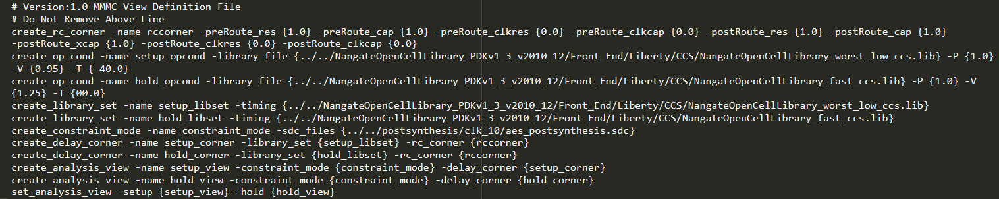 # Version:1.0 MMMC View Definition File
# Do Not Remove Above Line
create_rc_corner -name rccorner -preRoute_res {1.0} -preRoute_cap {1.0} -preRoute_clkres {0.0} -preRoute_clkcap {0.0} -postRoute_res {1.0} -postRoute_cap {1.0}
-postRoute_xcap {1.0} -postRoute_clkres {0.0} -postRoute_clkcap {0.0}
create_op_cond -name setup_opcond -library_file {../../NangateOpenCellLibrary_PDKv1_3_v2010_12/Front_End/Liberty/CCS/NangateOpenCellLibrary_worst_low_ccs.lib} -P {1.0}
-V {0.95} -T {-40.0}
create_op_cond -name hold_opcond -library_file {../../NangateOpenCellLibrary_PDKv1_3_v2010_12/Front_End/Liberty/CCS/NangateOpenCellLibrary_fast_ccs.lib} -P {1.0} -V
{1.25} -T {00.0}
create_library_set -name setup_libset -timing {../../NangateOpenCellLibrary_PDKv1_3_v2010_12/Front_End/Liberty/CCS/NangateOpenCellLibrary_worst_low_ccs.lib}
create_library_set -name hold_libset -timing {../../NangateOpenCellLibrary_PDKv1_3_v2010_12/Front_End/Liberty/CCS/NangateOpenCellLibrary_fast_ccs.lib}
create_constraint_mode -name constraint_mode -sdc_files {../../postsynthesis/clk_10/aes_postsynthesis.sdc}
create_delay_corner -name setup_corner -library_set {setup_libset} -rc_corner {rccorner}
create_delay_corner -name hold_corner -library_set {hold_libset} -rc_corner {rccorner}
create_analysis_view -name setup_view -constraint_mode {constraint_mode} -delay_corner {setup_corner}
create_analysis_view -name hold_view -constraint_mode {constraint_mode} -delay_corner {hold_corner}
set_analysis_view -setup {setup_view} -hold {hold_view}